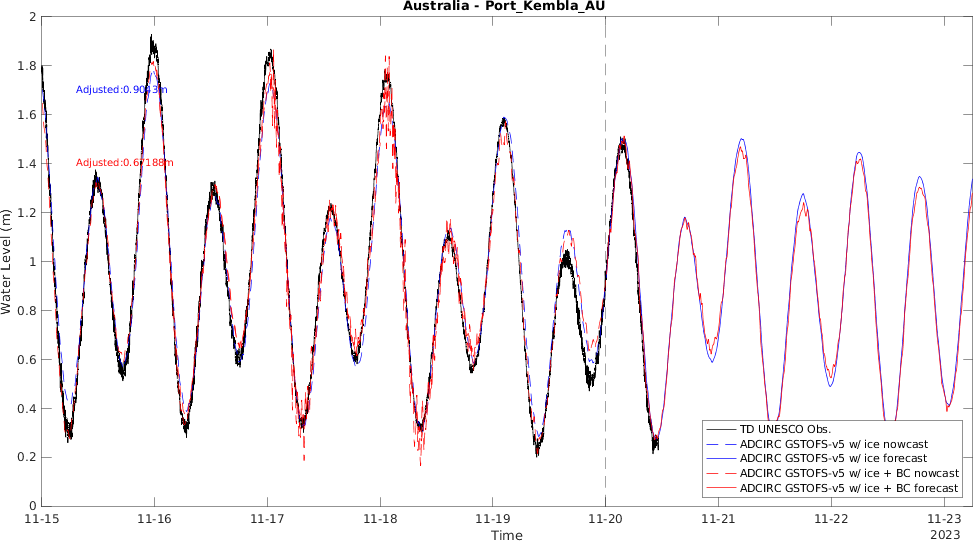 Australia - Port_Kembla_AU
2
1.8
1.6
1.4
1.2
1
0.8
0.6
0.4
0.2
0
Water Level (m)
Adjusted:0.9043m
Adjusted:0.67188m
TD UNESCO Obs.
ADCIRC GSTOFS-v5 w/ ice nowcast
ADCIRC GSTOFS-v5 w/ ice forecast
ADCIRC GSTOFS-v5 w/ ice + BC nowcast
ADCIRC GSTOFS-v5 w/ ice + BC forecast
11-15 11-16 11-17 11-18 11-19 11-20 11-21 11-22 11-23
Time
2023